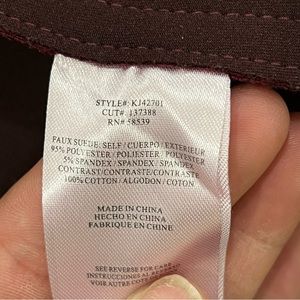 STYLE#: KJ42701
CUT#: 137388
RN#: 58539
FAUX SUEDE: SELF / CUERPO / EXTERIEUR
95% POLYESTER / POLYESTER / POLYESTER
5% SPANDEX / SPANDEX / SPANDEX
CONTRAST/CONTRASTE/CONTRASTE
100% COTTON / ALGODON / COTON
MADE IN CHINA
HECHO EN CHINA
FABRIQUE EN CHINE
SEE REVERSE FOR CARE